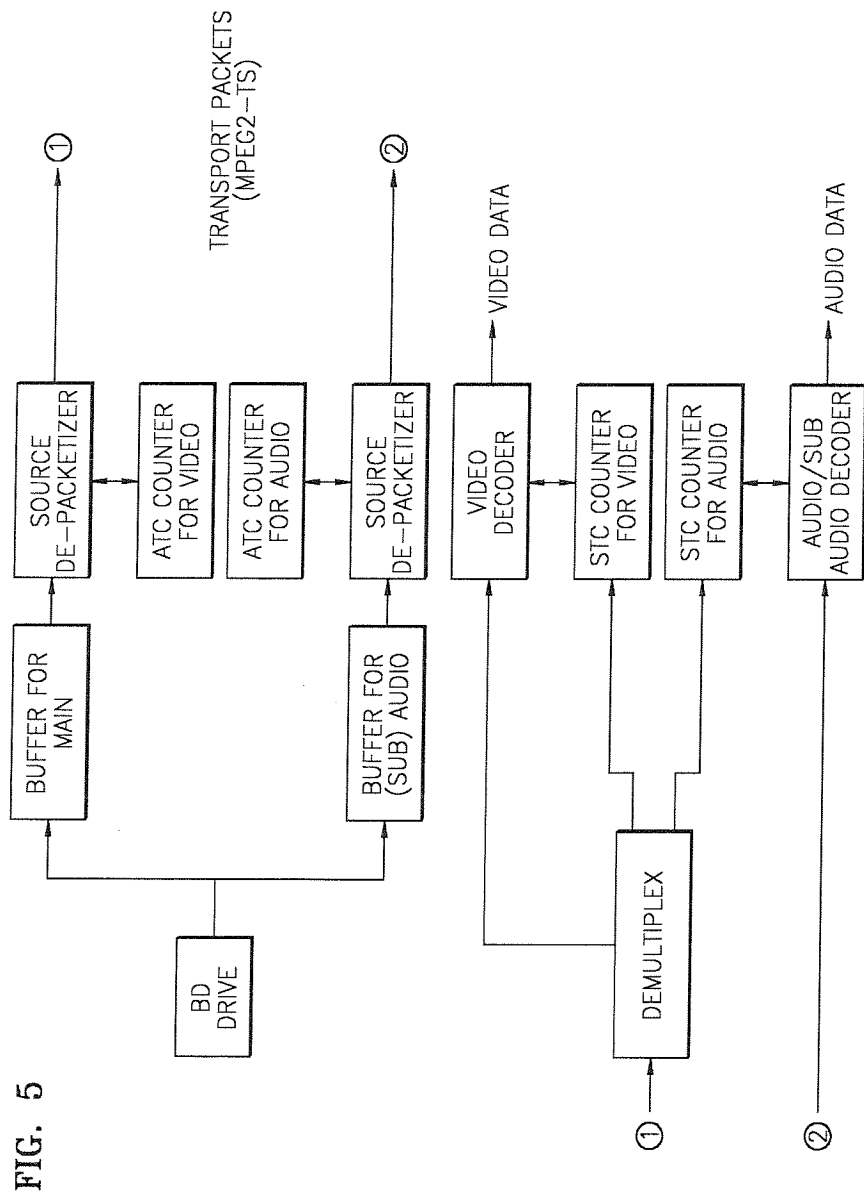 FIG. 5
BD
DRIVE
BUFFER FOR
MAIN
SOURCE
DE-PACKETIZER
①
ATC COUNTER
FOR VIDEO
TRANSPORT PACKETS
(MPEG2-TS)
ATC COUNTER
FOR AUDIO
BUFFER FOR
(SUB) AUDIO
SOURCE
DE-PACKETIZER
②
①
DEMULTIPLEX
VIDEO
DECODER
VIDEO DATA
STC COUNTER
FOR VIDEO
STC COUNTER
FOR AUDIO
②
AUDIO/SUB
AUDIO DECODER
AUDIO DATA